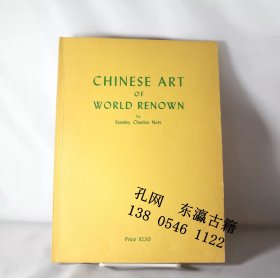 CHINESE ART
OF
WORLD RENOWN
by
Stanley Charles Nott
孔网 东瀛古籍
138 0546 1122
Price $2.50